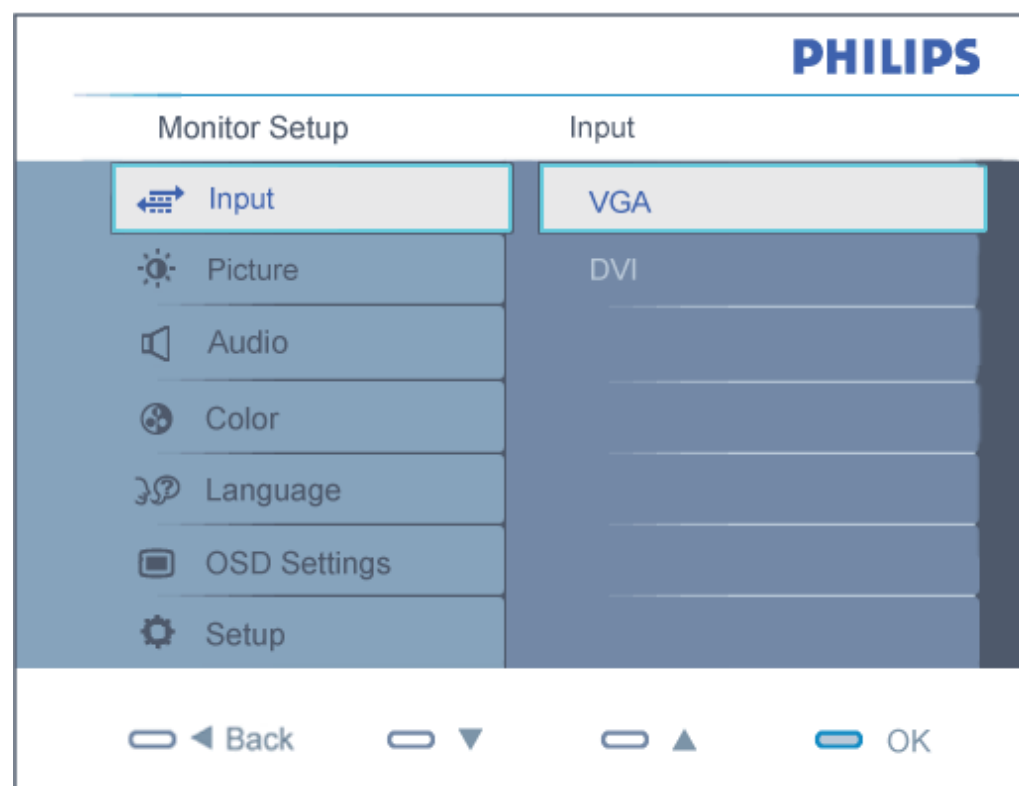 PHILIPS
Monitor Setup Input
Input VGA
Picture DVI
Audio
Color
Language
OSD Settings
Setup
Back OK